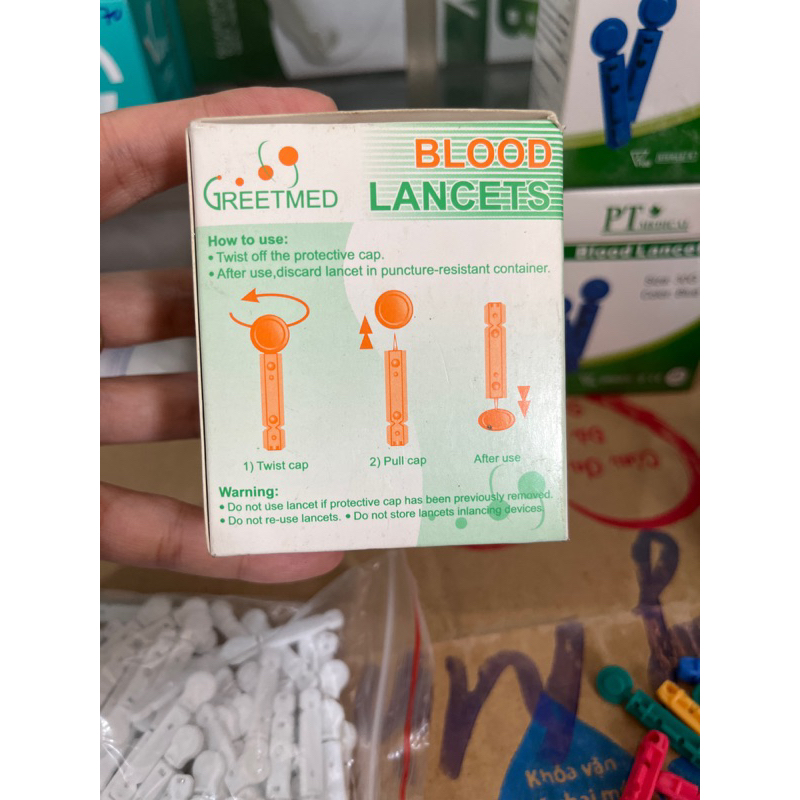 GREETMED
BLOOD
LANCETS
How to use:
• Twist off the protective cap.
• After use,discard lancet in puncture-resistant container.
1) Twist cap
2) Pull cap
After use
Warning:
• Do not use lancet if protective cap has been previously removed.
• Do not re-use lancets. • Do not store lancets inlancing devices.
PT
MEDICAL
Blood Lancet
Khóa vặn